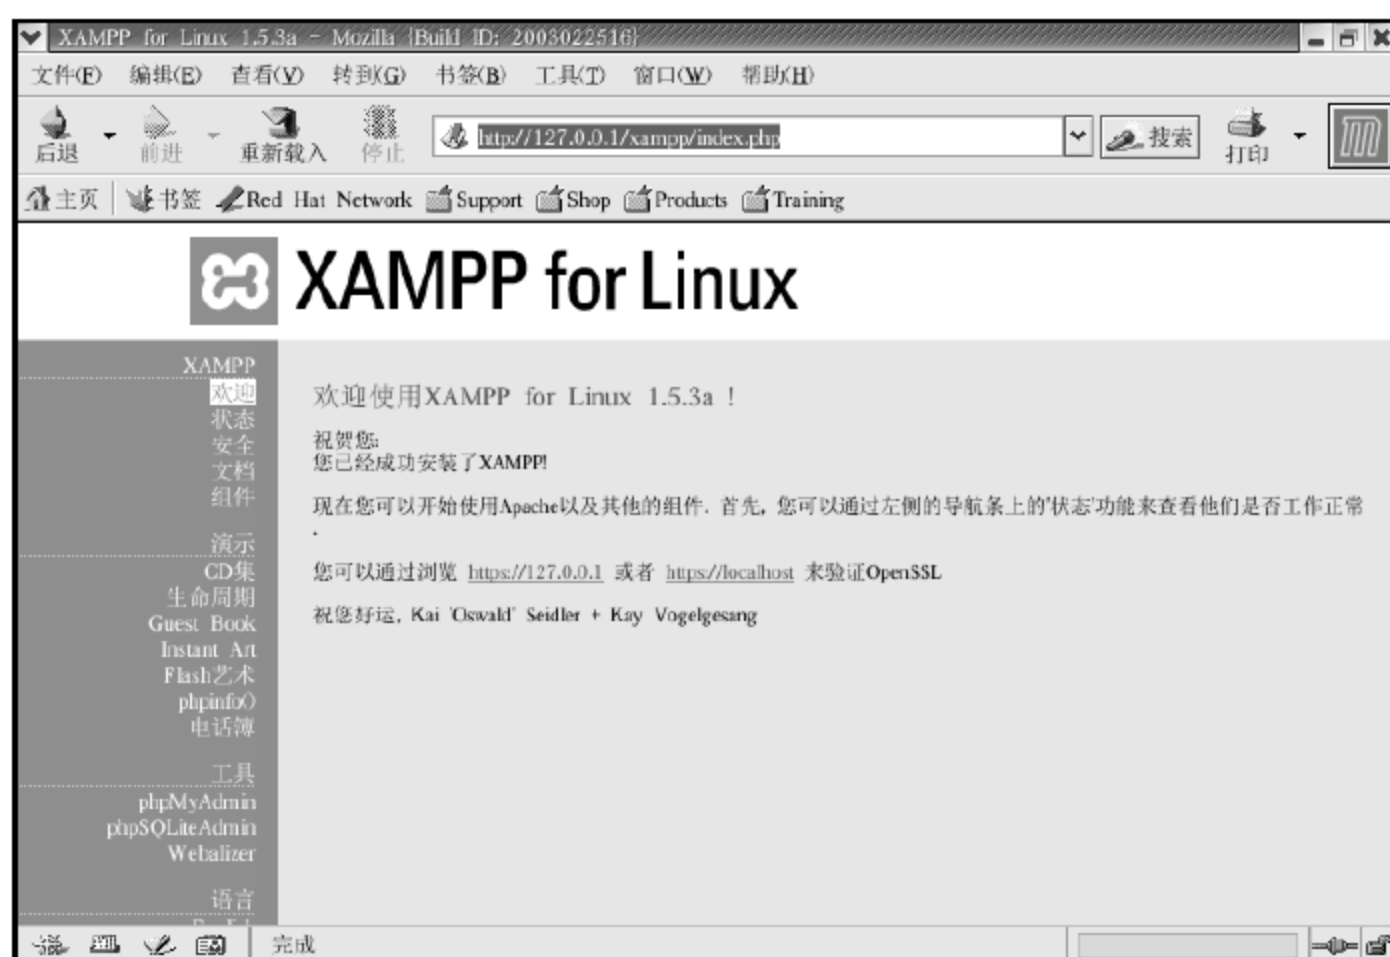 XAMPP for Linux 1.5.3a - Mozilla {Build ID: 2003022516}
文件(F) 编辑(E) 查看(V) 转到(G) 书签(B) 工具(T) 窗口(W) 帮助(H)
后退 前进 重新载入 停止 http://127.0.0.1/xampp/index.php 搜索 打印
主页 书签 Red Hat Network Support Shop Products Training
XAMPP for Linux
XAMPP
欢迎
状态
安全
文档
组件
演示
CD集
生命周期
Guest Book
Instant Art
Flash艺术
phpinfo()
电话簿
工具
phpMyAdmin
phpSQLiteAdmin
Webalizer
语言
欢迎使用XAMPP for Linux 1.5.3a !
祝贺您:
您已经成功安装了XAMPP!
现在您可以开始使用Apache以及其他的组件. 首先, 您可以通过左侧的导航条上的'状态'功能来查看他们是否工作正常
.
您可以通过浏览 https://127.0.0.1 或者 https://localhost 来验证OpenSSL
祝您好运, Kai 'Oswald' Seidler + Kay Vogelgesang
完成